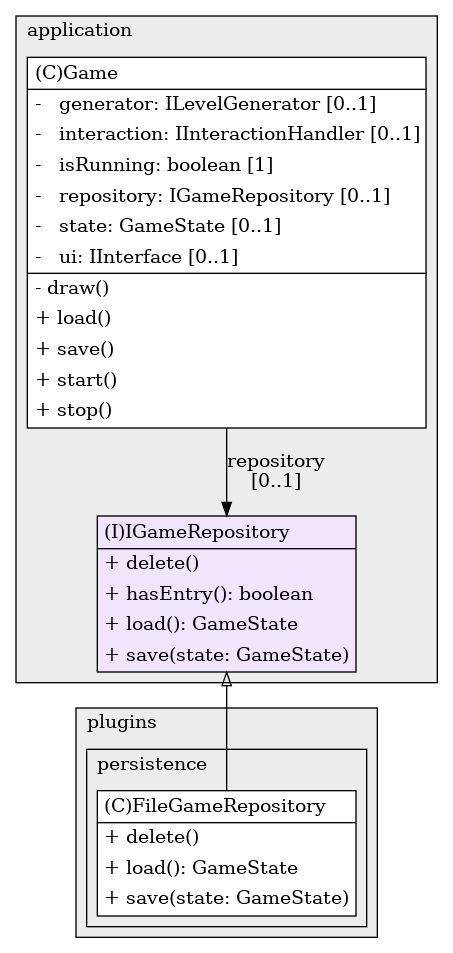 application
(C)Game
- generator: ILevelGenerator [0..1]
- interaction: IInteractionHandler [0..1]
- isRunning: boolean [1]
- repository: IGameRepository [0..1]
- state: GameState [0..1]
- ui: IInterface [0..1]
- draw()
+ load()
+ save()
+ start()
+ stop()
repository
[0..1]
(I)IGameRepository
+ delete()
+ hasEntry(): boolean
+ load(): GameState
+ save(state: GameState)
plugins
persistence
(C)FileGameRepository
+ delete()
+ load(): GameState
+ save(state: GameState)